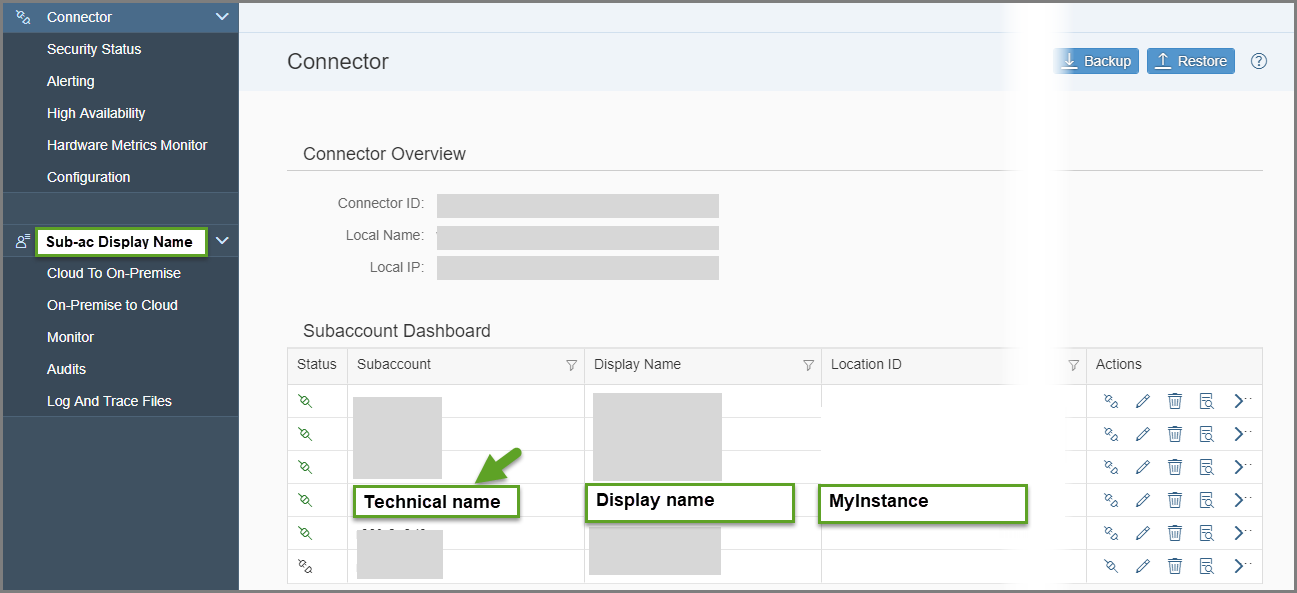 Connector
Security Status
Alerting
High Availability
Hardware Metrics Monitor
Configuration
Sub-ac Display Name
Cloud To On-Premise
On-Premise to Cloud
Monitor
Audits
Log And Trace Files
Connector
Backup
Restore
?
Connector Overview
Connector ID:
Local Name:
Local IP:
Subaccount Dashboard
Status Subaccount Display Name Location ID Actions
Technical name Display name MyInstance